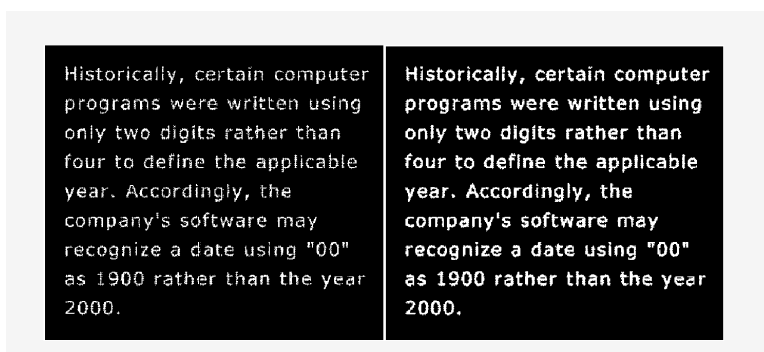 Historically, certain computer
programs were written using
only two digits rather than
four to define the applicable
year. Accordingly, the
company's software may
recognize a date using "00"
as 1900 rather than the year
2000.
Historically, certain computer
programs were written using
only two digits rather than
four to define the applicable
year. Accordingly, the
company's software may
recognize a date using "00"
as 1900 rather than the year
2000.